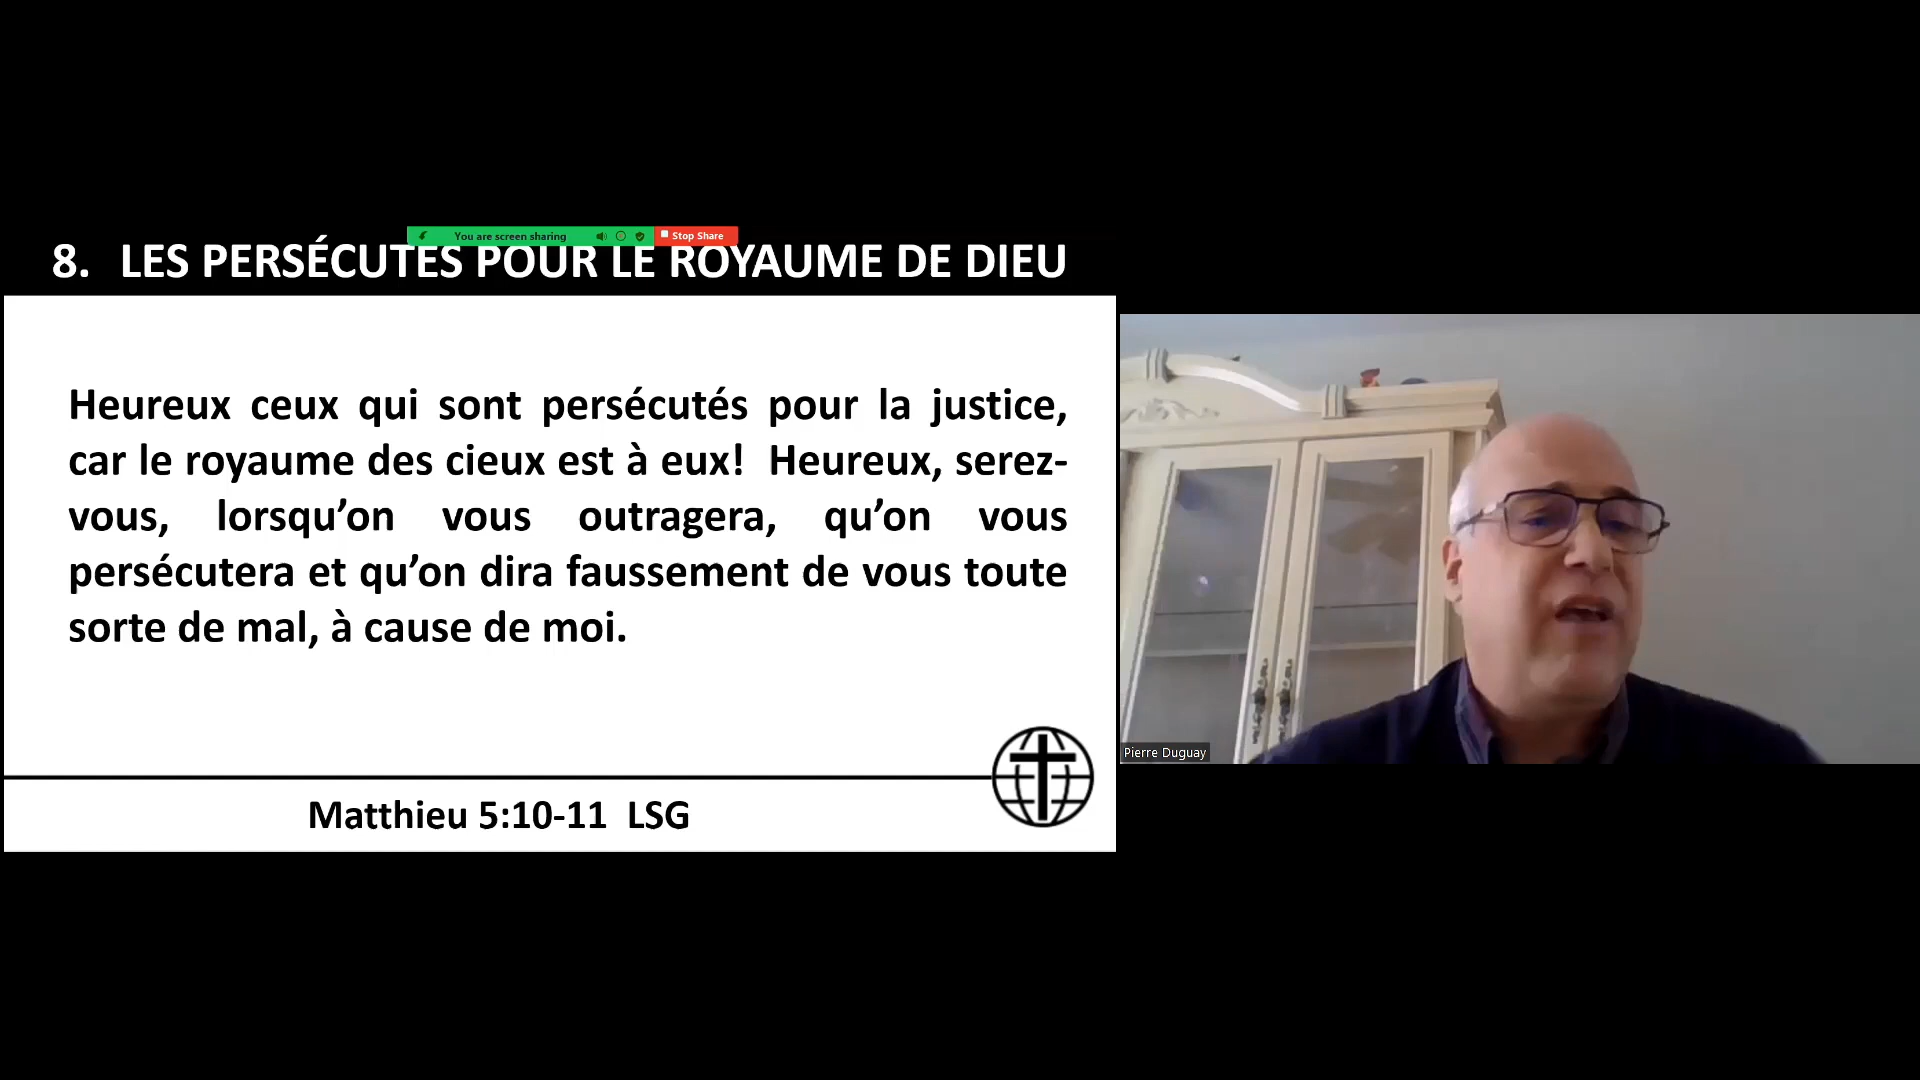 You are screen sharing
Stop Share
8. LES PERSÉCUTÉS POUR LE ROYAUME DE DIEU
Heureux ceux qui sont persécutés pour la justice,
car le royaume des cieux est à eux! Heureux, serez-
vous, lorsqu’on vous outragera, qu’on vous
persécutera et qu’on dira faussement de vous toute
sorte de mal, à cause de moi.
Matthieu 5:10-11 LSG
Pierre Duguay